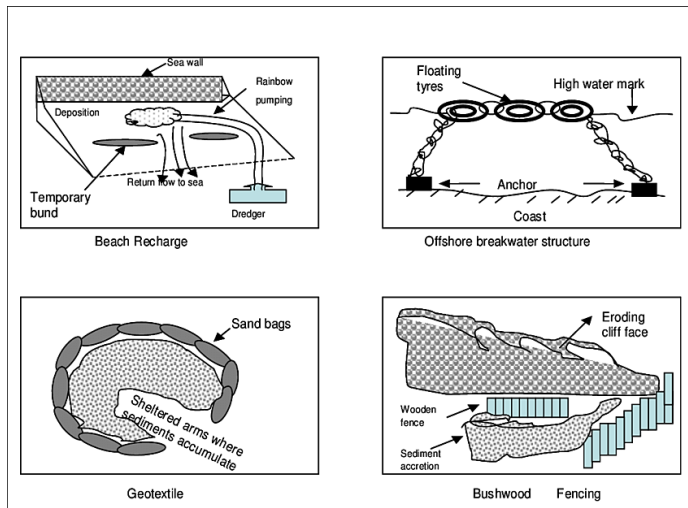 Sea wall
Rainbow
pumping
Deposition
Temporary
bund
Return flow to sea
Dredger
Beach Recharge
Floating
tyres
High water mark
Anchor
Coast
Offshore breakwater structure
Sand bags
Sheltered arms where
sediments accumulate
Geotextile
Eroding
cliff face
Wooden
fence
Sediment
accretion
Bushwood Fencing